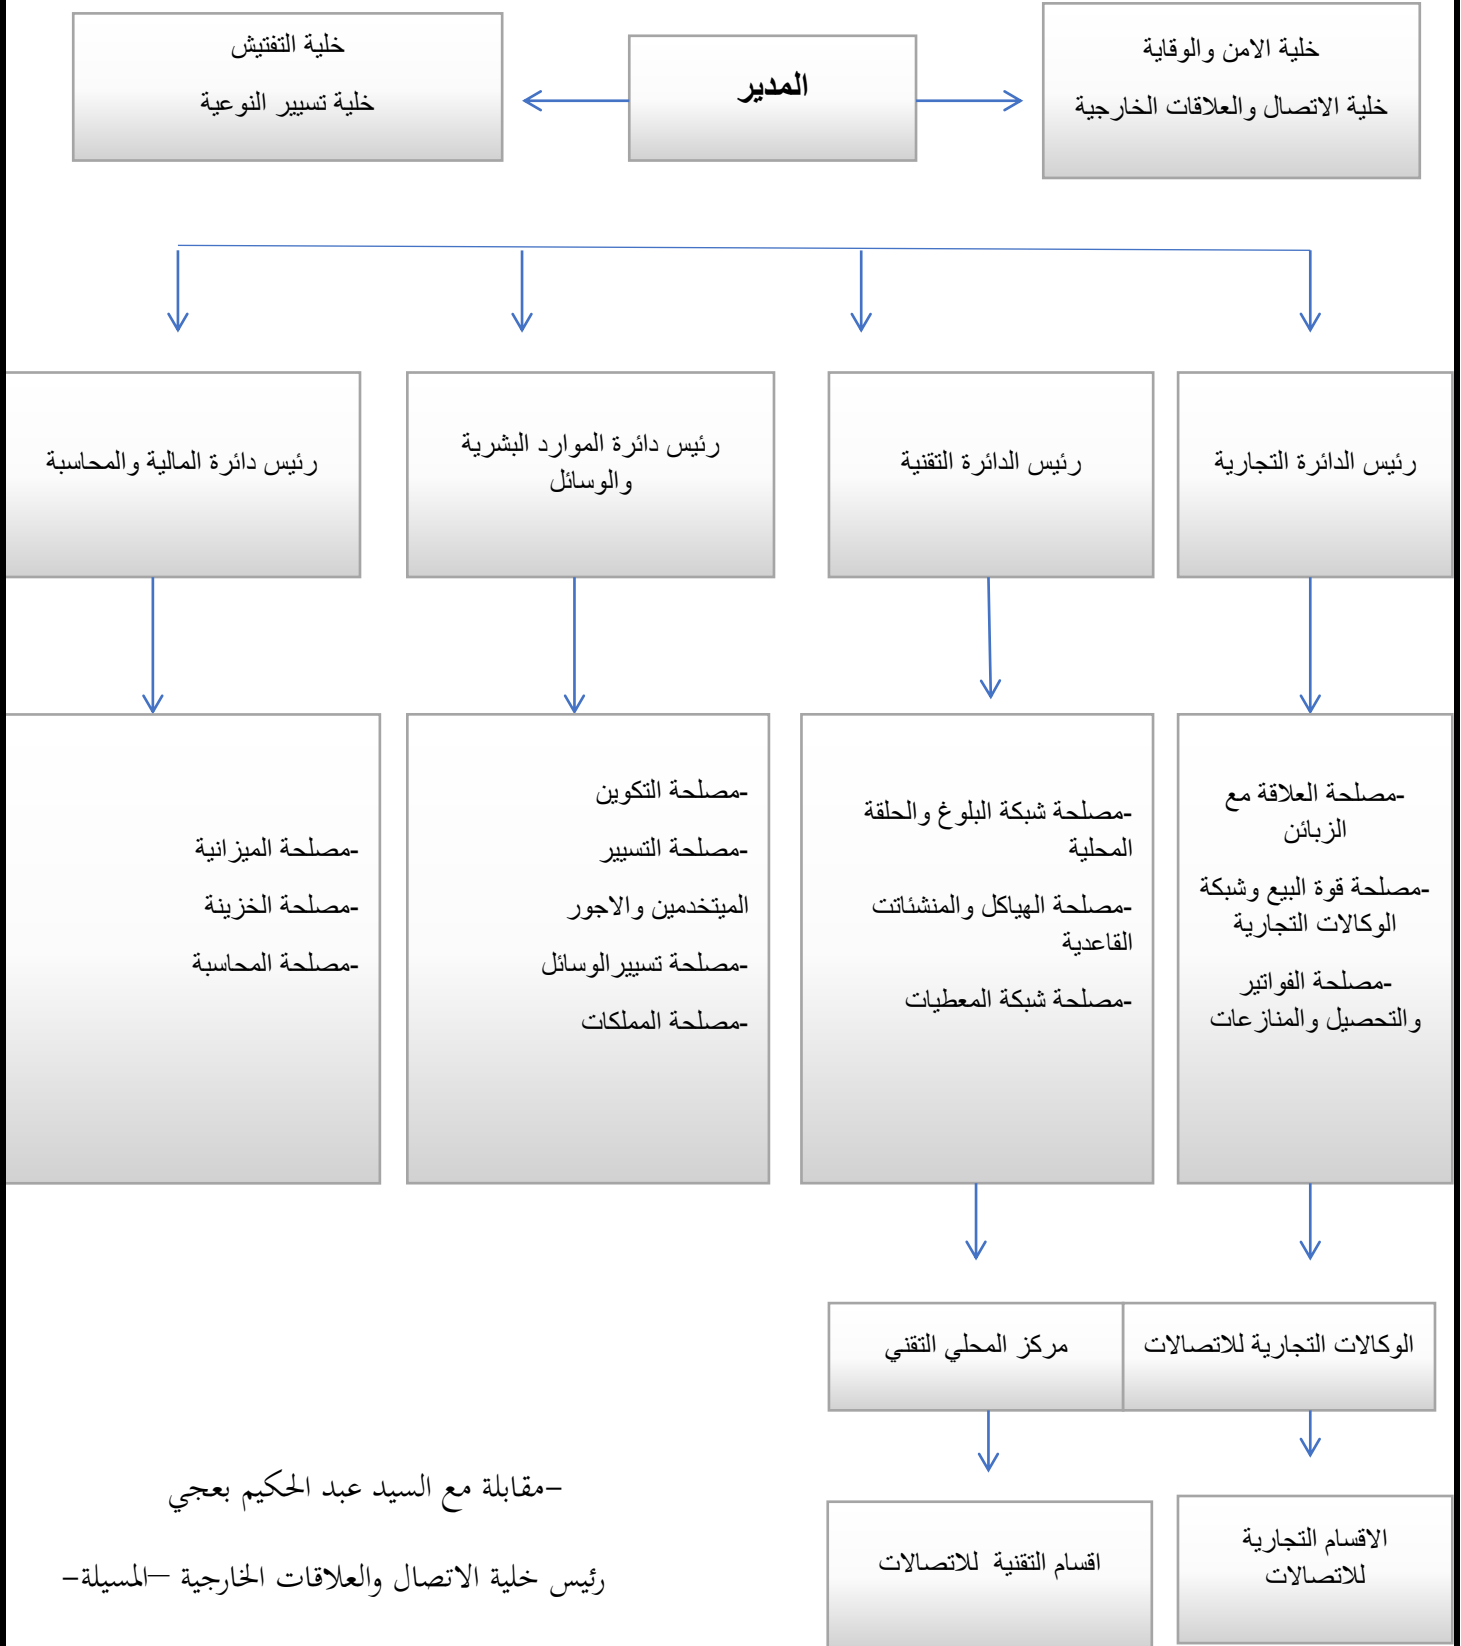 خلية الامن والوقاية
خلية الاتصال والعلاقات الخارجية
المدير
خلية التفتيش
خلية تسيير النوعية
رئيس الدائرة التجارية
رئيس الدائرة التقنية
رئيس دائرة الموارد البشرية
والوسائل
رئيس دائرة المالية والمحاسبة
-مصلحة العلاقة مع
الزبائن
-مصلحة قوة البيع وشبكة
الوكالات التجارية
-مصلحة الفواتير
والتحصيل والمنازعات
-مصلحة شبكة البلوغ والحلقة
المحلية
-مصلحة الهياكل والمنشئاتت
القاعدية
-مصلحة شبكة المعطيات
-مصلحة التكوين
-مصلحة التسيير
الميتخدمين والاجور
-مصلحة تسييرالوسائل
-مصلحة المملكات
-مصلحة الميزانية
-مصلحة الخزينة
-مصلحة المحاسبة
الوكالات التجارية للاتصالات
مركز المحلي التقني
الاقسام التجارية
للاتصالات
اقسام التقنية للاتصالات
-مقابلة مع السيد عبد الحكيم بعجي
رئيس خلية الاتصال والعلاقات الخارجية –المسيلة-